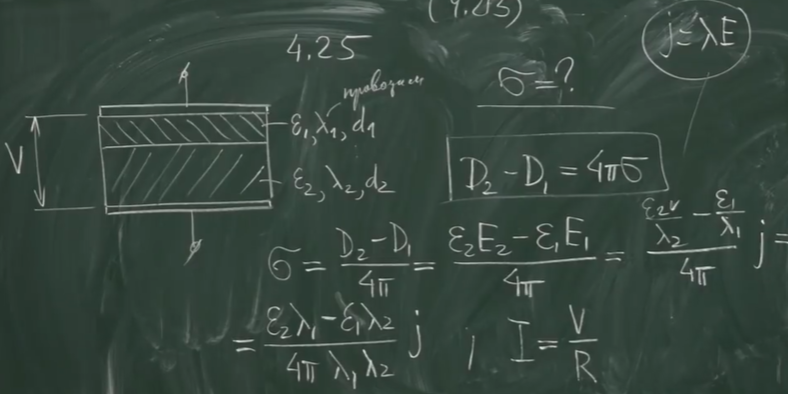 (4.23)
4.25
σ=?
j=λE
проводим
V
ε₁, λ₁, d₁
ε₂, λ₂, d₂
D₂-D₁ = 4πσ
σ = (D₂-D₁)/4π = (ε₂E₂-ε₁E₁)/4π = (ε₂/λ₂ - ε₁/λ₁)/4π j =
= (ε₂λ₁-ε₁λ₂)/(4π λ₁λ₂) j ; I = V/R